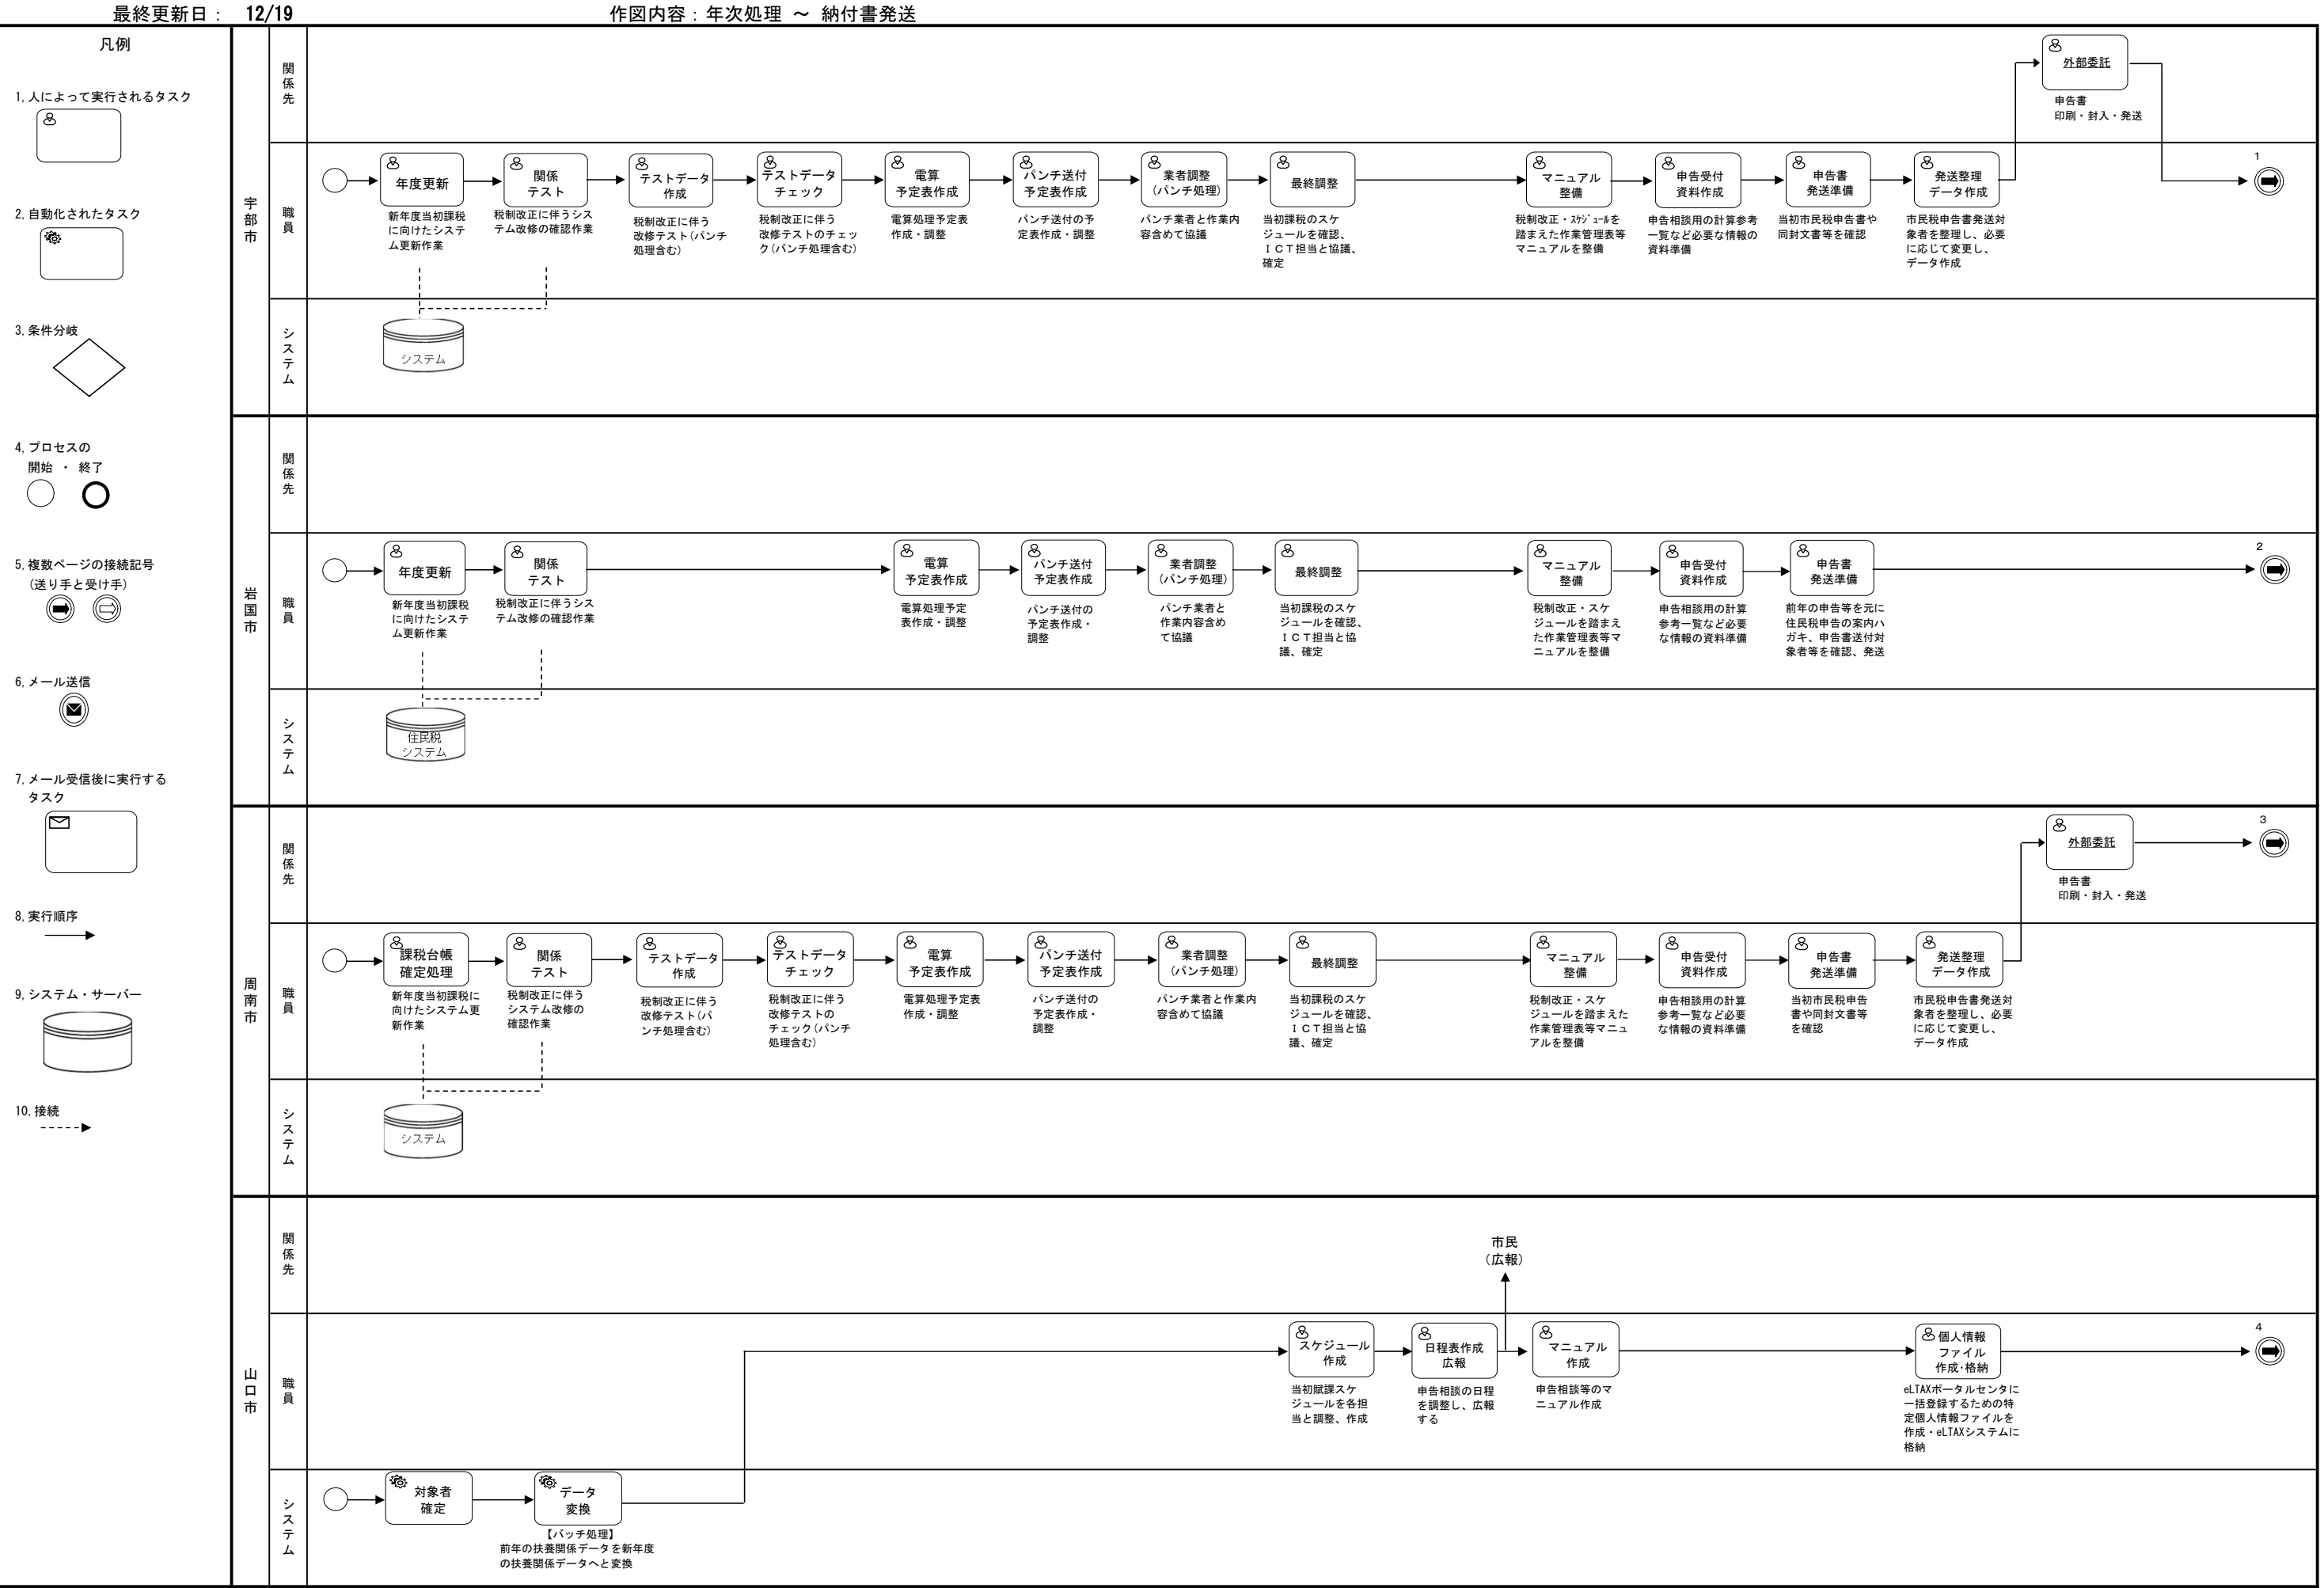 最終更新日： 12/19
作図内容：年次処理 ～ 納付書発送
凡例
1,人によって実行されるタスク
2,自動化されたタスク
3,条件分岐
4,プロセスの
開始 ・ 終了
5,複数ページの接続記号
(送り手と受け手)
6,メール送信
7,メール受信後に実行する
タスク
8,実行順序
9,システム・サーバー
10,接続
宇部市
関係先
外部委託
申告書
印刷・封入・発送
職員
年度更新
新年度当初課税
に向けたシステ
ム更新作業
関係
テスト
税制改正に伴うシス
テム改修の確認作業
テストデータ
作成
税制改正に伴う
改修テスト(パンチ
処理含む)
テストデータ
チェック
税制改正に伴う
改修テストのチェッ
ク(パンチ処理含む)
電算
予定表作成
電算処理予定表
作成・調整
パンチ送付
予定表作成
パンチ送付の予
定表作成・調整
業者調整
(パンチ処理)
パンチ業者と作業内
容含めて協議
最終調整
当初課税のスケ
ジュールを確認、
ＩＣＴ担当と協議、
確定
マニュアル
整備
税制改正・ｽｹｼﾞｭｰﾙを
踏まえた作業管理表等
マニュアルを整備
申告受付
資料作成
申告相談用の計算参考
一覧など必要な情報の
資料準備
申告書
発送準備
当初市民税申告書や
同封文書等を確認
発送整理
データ作成
市民税申告書発送対
象者を整理し、必要
に応じて変更し、
データ作成
1
システム
システム
岩国市
関係先
職員
年度更新
新年度当初課税
に向けたシステ
ム更新作業
関係
テスト
税制改正に伴うシス
テム改修の確認作業
電算
予定表作成
電算処理予定
表作成・調整
パンチ送付
予定表作成
パンチ送付の
予定表作成・
調整
業者調整
(パンチ処理)
パンチ業者と
作業内容含め
て協議
最終調整
当初課税のスケ
ジュールを確認、
ＩＣＴ担当と協
議、確定
マニュアル
整備
税制改正・スケ
ジュールを踏まえ
た作業管理表等マ
ニュアルを整備
申告受付
資料作成
申告相談用の計算
参考一覧など必要
な情報の資料準備
申告書
発送準備
前年の申告等を元に
住民税申告の案内ハ
ガキ、申告書送付対
象者等を確認、発送
2
システム
住民税
システム
周南市
関係先
外部委託
申告書
印刷・封入・発送
3
職員
課税台帳
確定処理
新年度当初課税に
向けたシステム更
新作業
関係
テスト
税制改正に伴う
システム改修の
確認作業
テストデータ
作成
税制改正に伴う
改修テスト(パ
ンチ処理含む)
テストデータ
チェック
税制改正に伴う
改修テストの
チェック(パンチ
処理含む)
電算
予定表作成
電算処理予定表
作成・調整
パンチ送付
予定表作成
パンチ送付の
予定表作成・
調整
業者調整
(パンチ処理)
パンチ業者と作業内
容含めて協議
最終調整
当初課税のスケ
ジュールを確認、
ＩＣＴ担当と協
議、確定
マニュアル
整備
税制改正・スケ
ジュールを踏まえた
作業管理表等マニュ
アルを整備
申告受付
資料作成
申告相談用の計算
参考一覧など必要
な情報の資料準備
申告書
発送準備
当初市民税申告
書や同封文書等
を確認
発送整理
データ作成
市民税申告書発送対
象者を整理し、必要
に応じて変更し、
データ作成
システム
システム
山口市
関係先
市民
(広報)
職員
スケジュール
作成
当初賦課スケ
ジュールを各担
当と調整、作成
日程表作成
広報
申告相談の日程
を調整し、広報
する
マニュアル
作成
申告相談等のマ
ニュアル作成
個人情報
ファイル
作成・格納
eLTAXポータルセンタに
一括登録するための特
定個人情報ファイルを
作成・eLTAXシステムに
格納
4
システム
対象者
確定
データ
変換
【バッチ処理】
前年の扶養関係データを新年度
の扶養関係データへと変換